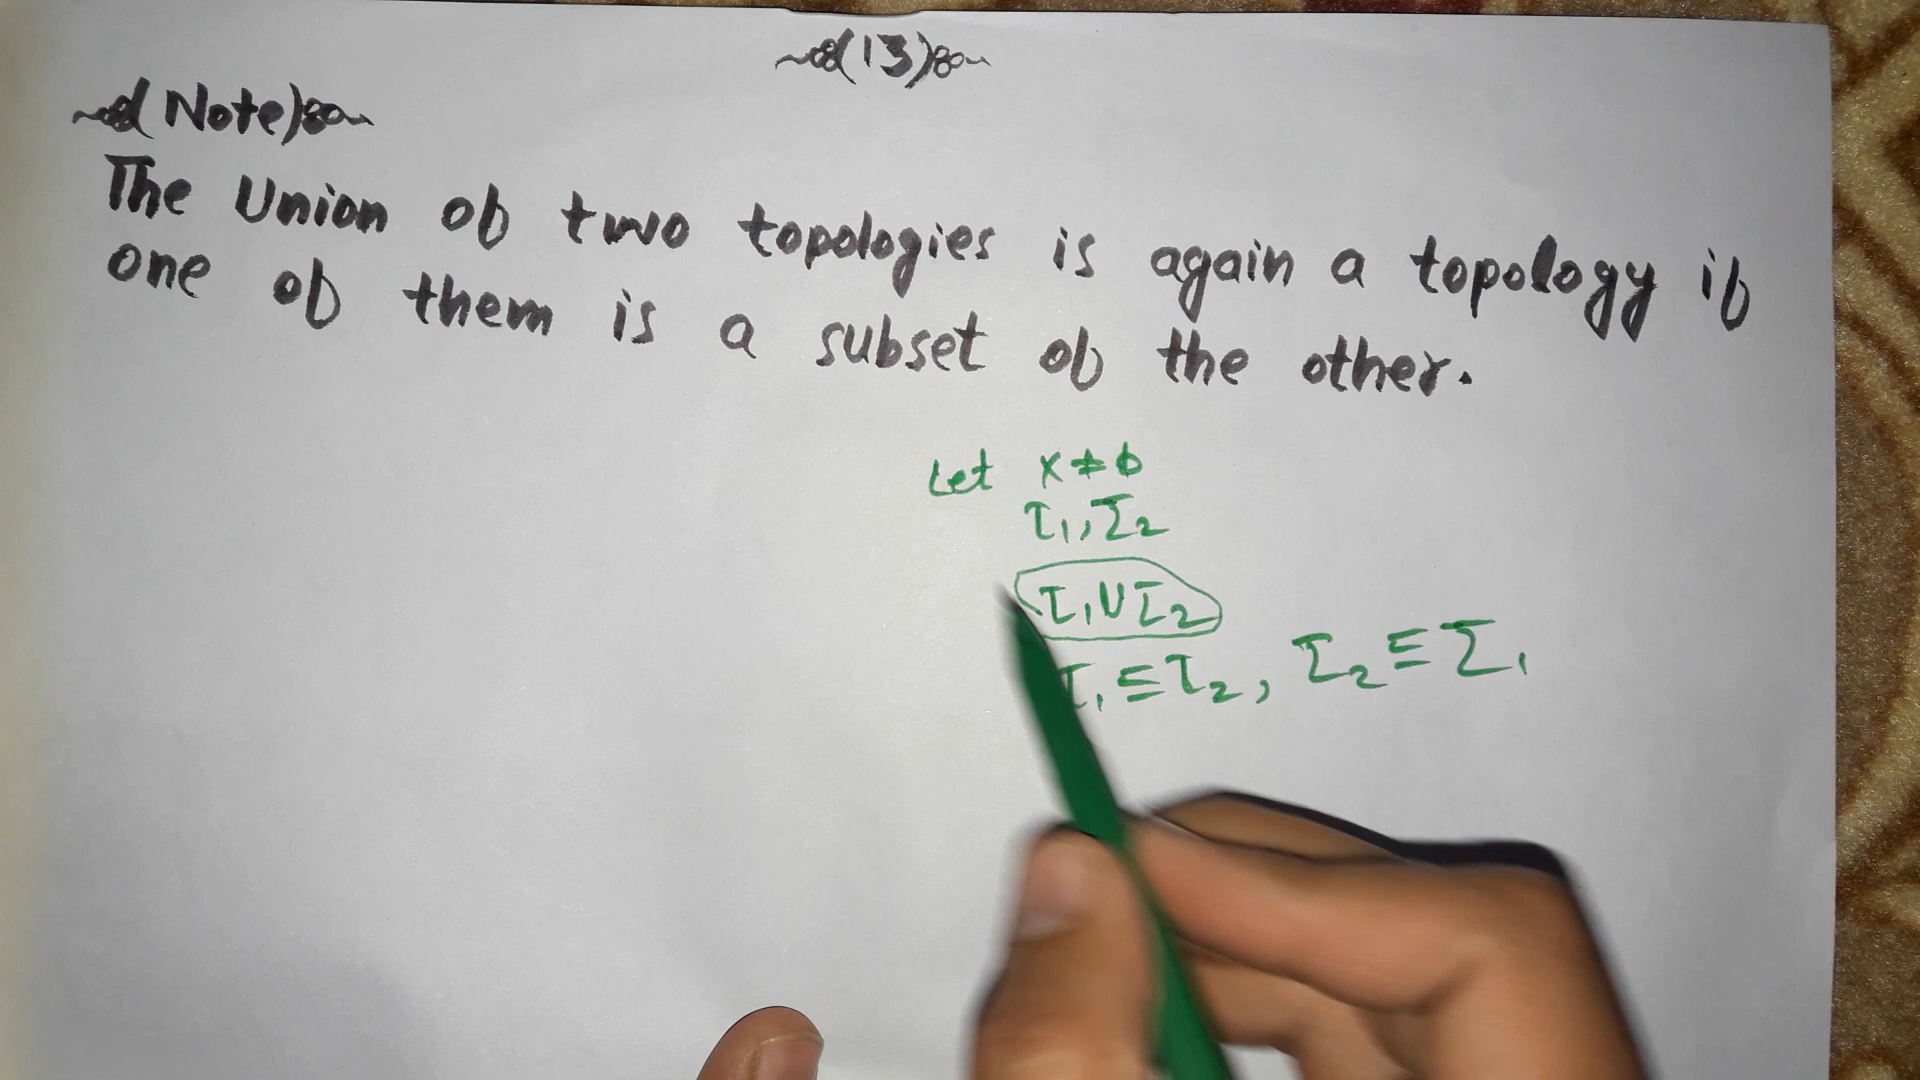 (13)
(Note)
The Union of two topologies is again a topology if
one of them is a subset of the other.
Let X ≠ ϕ
τ₁, τ₂
τ₁ ∪ τ₂
τ₁ ⊆ τ₂, τ₂ ⊆ τ₁